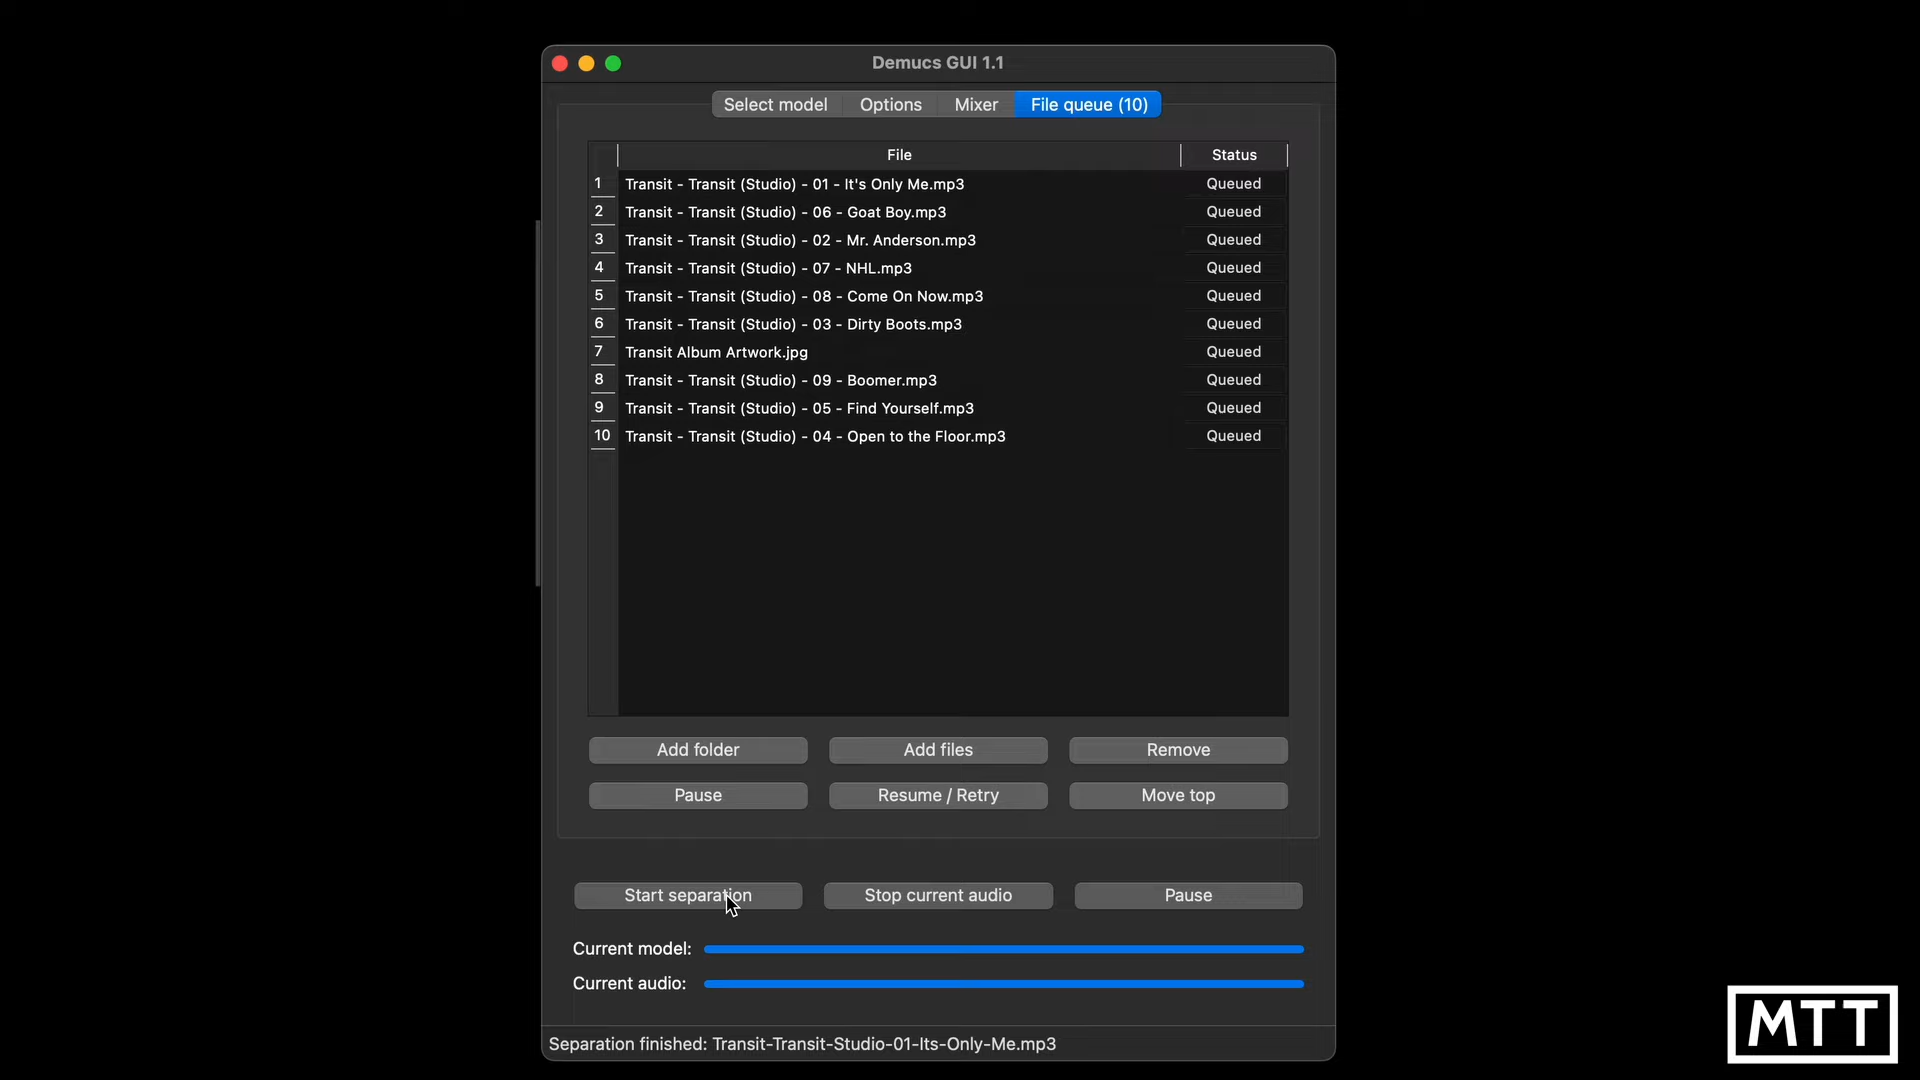 Demucs GUI 1.1
Select model Options Mixer File queue (10)
File Status
1 Transit - Transit (Studio) - 01 - It's Only Me.mp3 Queued
2 Transit - Transit (Studio) - 06 - Goat Boy.mp3 Queued
3 Transit - Transit (Studio) - 02 - Mr. Anderson.mp3 Queued
4 Transit - Transit (Studio) - 07 - NHL.mp3 Queued
5 Transit - Transit (Studio) - 08 - Come On Now.mp3 Queued
6 Transit - Transit (Studio) - 03 - Dirty Boots.mp3 Queued
7 Transit Album Artwork.jpg Queued
8 Transit - Transit (Studio) - 09 - Boomer.mp3 Queued
9 Transit - Transit (Studio) - 05 - Find Yourself.mp3 Queued
10 Transit - Transit (Studio) - 04 - Open to the Floor.mp3 Queued
Add folder Add files Remove
Pause Resume / Retry Move top
Start separation Stop current audio Pause
Current model:
Current audio:
Separation finished: Transit-Transit-Studio-01-Its-Only-Me.mp3
MTT